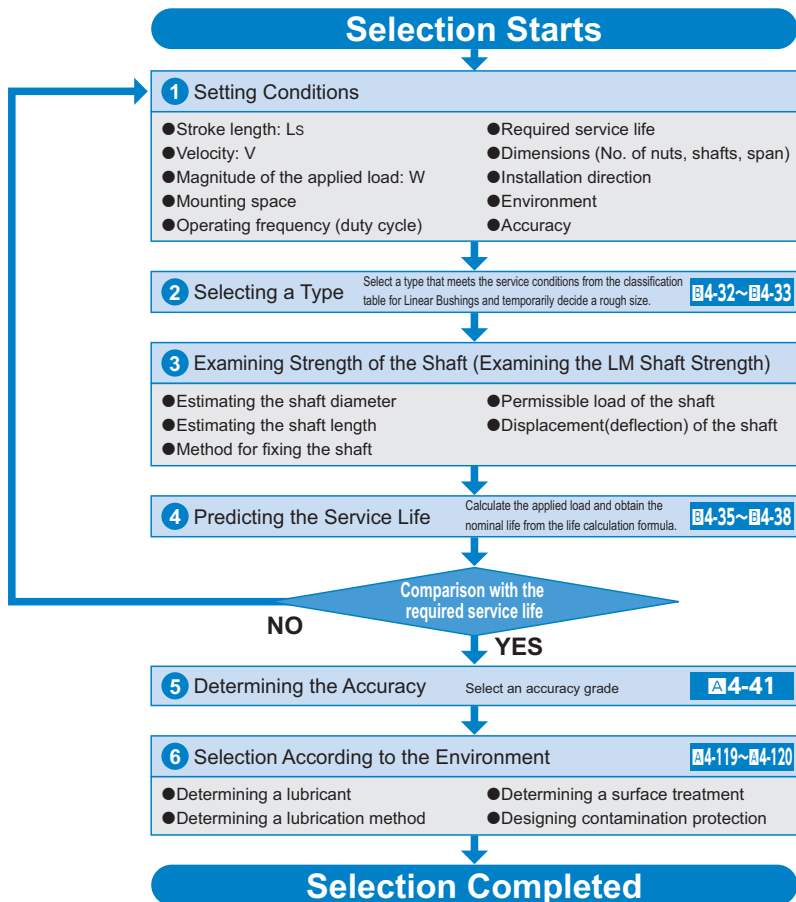 Selection Starts
1 Setting Conditions
●Stroke length: Ls
●Velocity: V
●Magnitude of the applied load: W
●Mounting space
●Operating frequency (duty cycle)
●Required service life
●Dimensions (No. of nuts, shafts, span)
●Installation direction
●Environment
●Accuracy
2 Selecting a Type
Select a type that meets the service conditions from the classification
table for Linear Bushings and temporarily decide a rough size.
B4-32~B4-33
3 Examining Strength of the Shaft (Examining the LM Shaft Strength)
●Estimating the shaft diameter
●Estimating the shaft length
●Method for fixing the shaft
●Permissible load of the shaft
●Displacement(deflection) of the shaft
4 Predicting the Service Life
Calculate the applied load and obtain the
nominal life from the life calculation formula.
B4-35~B4-38
Comparison with the
required service life
NO
YES
5 Determining the Accuracy
Select an accuracy grade
A4-41
6 Selection According to the Environment
A4-119~A4-120
●Determining a lubricant
●Determining a lubrication method
●Determining a surface treatment
●Designing contamination protection
Selection Completed